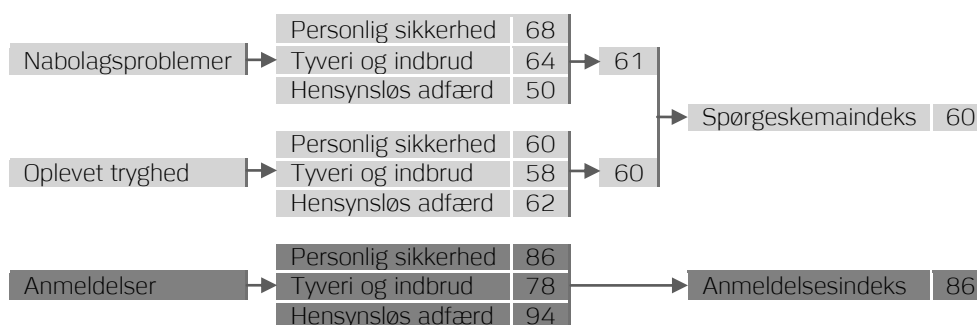 Personlig sikkerhed 68
Nabolagsproblemer Tyveri og indbrud 64 61
Hensynsløs adfærd 50
Spørgeskemaindeks 60
Personlig sikkerhed 60
Oplevet tryghed Tyveri og indbrud 58 60
Hensynsløs adfærd 62
Personlig sikkerhed 86
Anmeldelser Tyveri og indbrud 78 Anmeldelsesindeks 86
Hensynsløs adfærd 94